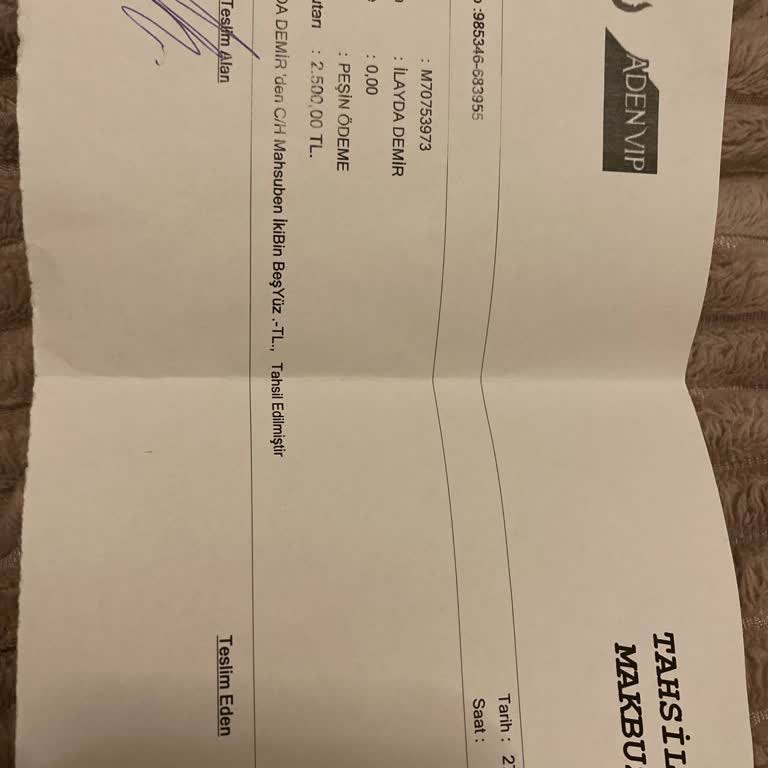 ADEN VIP
TAHSİL
MAKBU
:985346-683955
Tarih : 2
Saat :
: M70753973
: İLAYDA DEMİR
: 0,00
: PEŞİN ÖDEME
utarı : 2.500,00 TL.
DA DEMİR 'den C/H Mahsuben İkiBin BeşYüz .-TL., Tahsil Edilmiştir
Teslim Alan
Teslim Eden